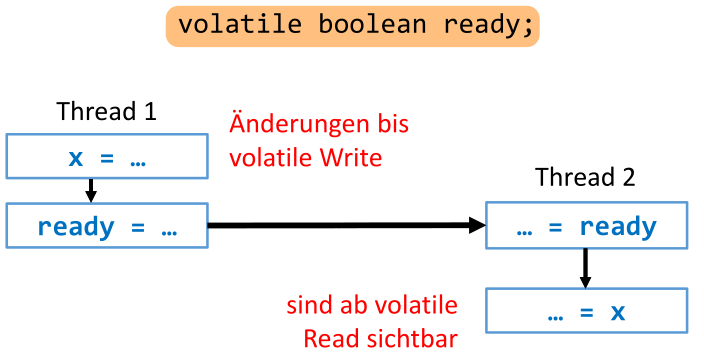 volatile boolean ready;
Thread 1
x = …
ready = …
Änderungen bis
volatile Write
Thread 2
… = ready
… = x
sind ab volatile
Read sichtbar